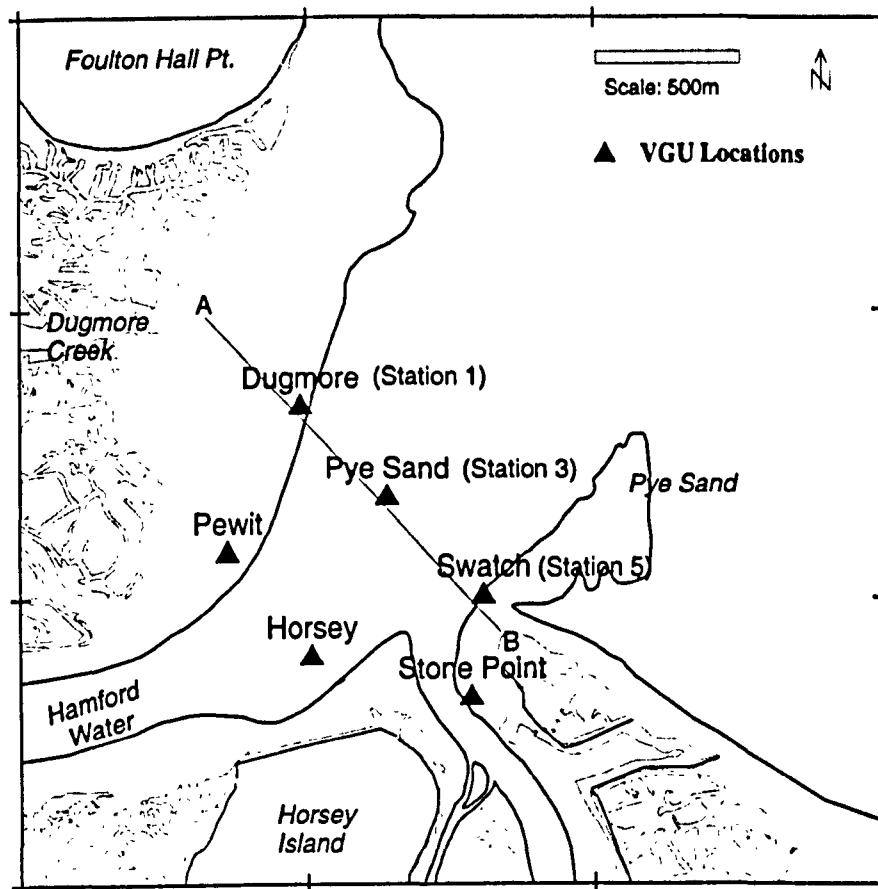 Foulton Hall Pt.
Scale: 500m
N
VGU Locations
A
Dugmore
Creek
Dugmore (Station 1)
Pye Sand (Station 3)
Pye Sand
Pewit
Swatch (Station 5)
Horsey
B
Stone Point
Hamford
Water
Horsey
Island